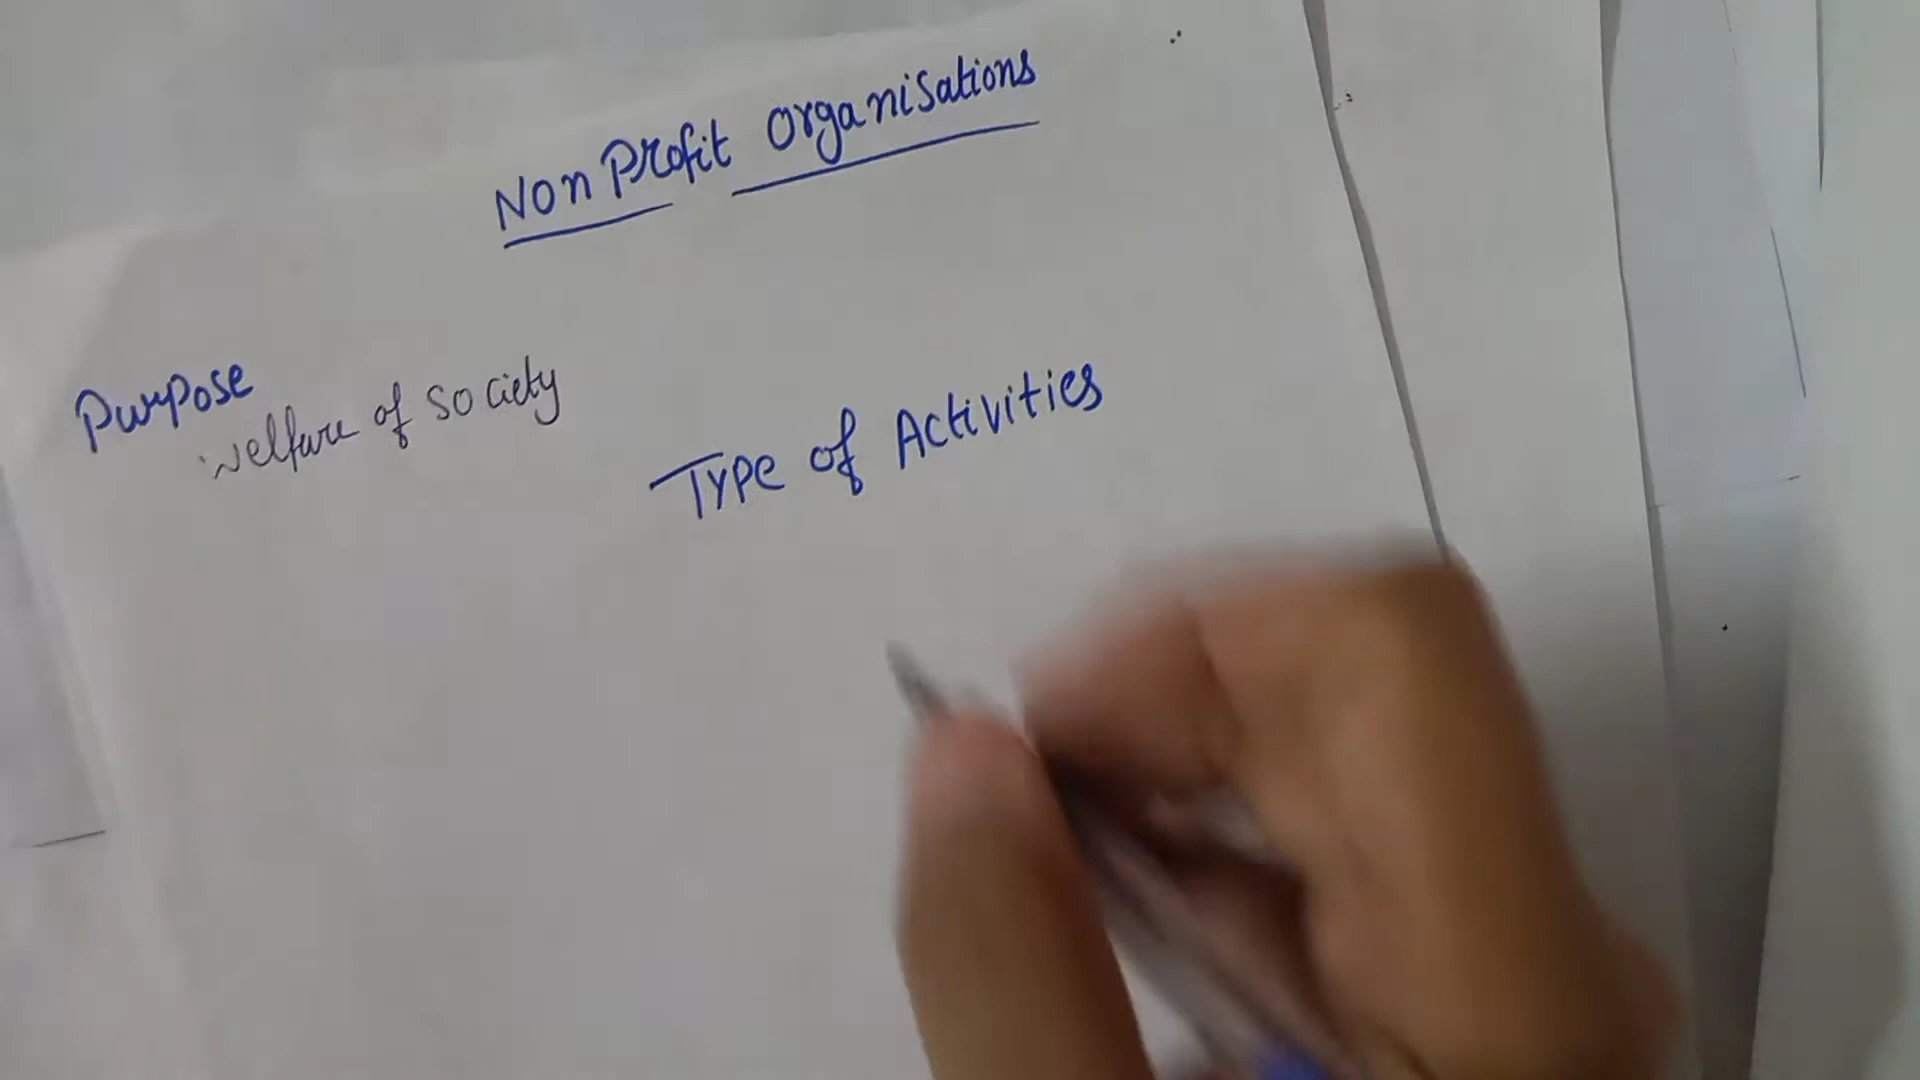 Non Profit Organisations
Purpose
welfare of society
Type of Activities